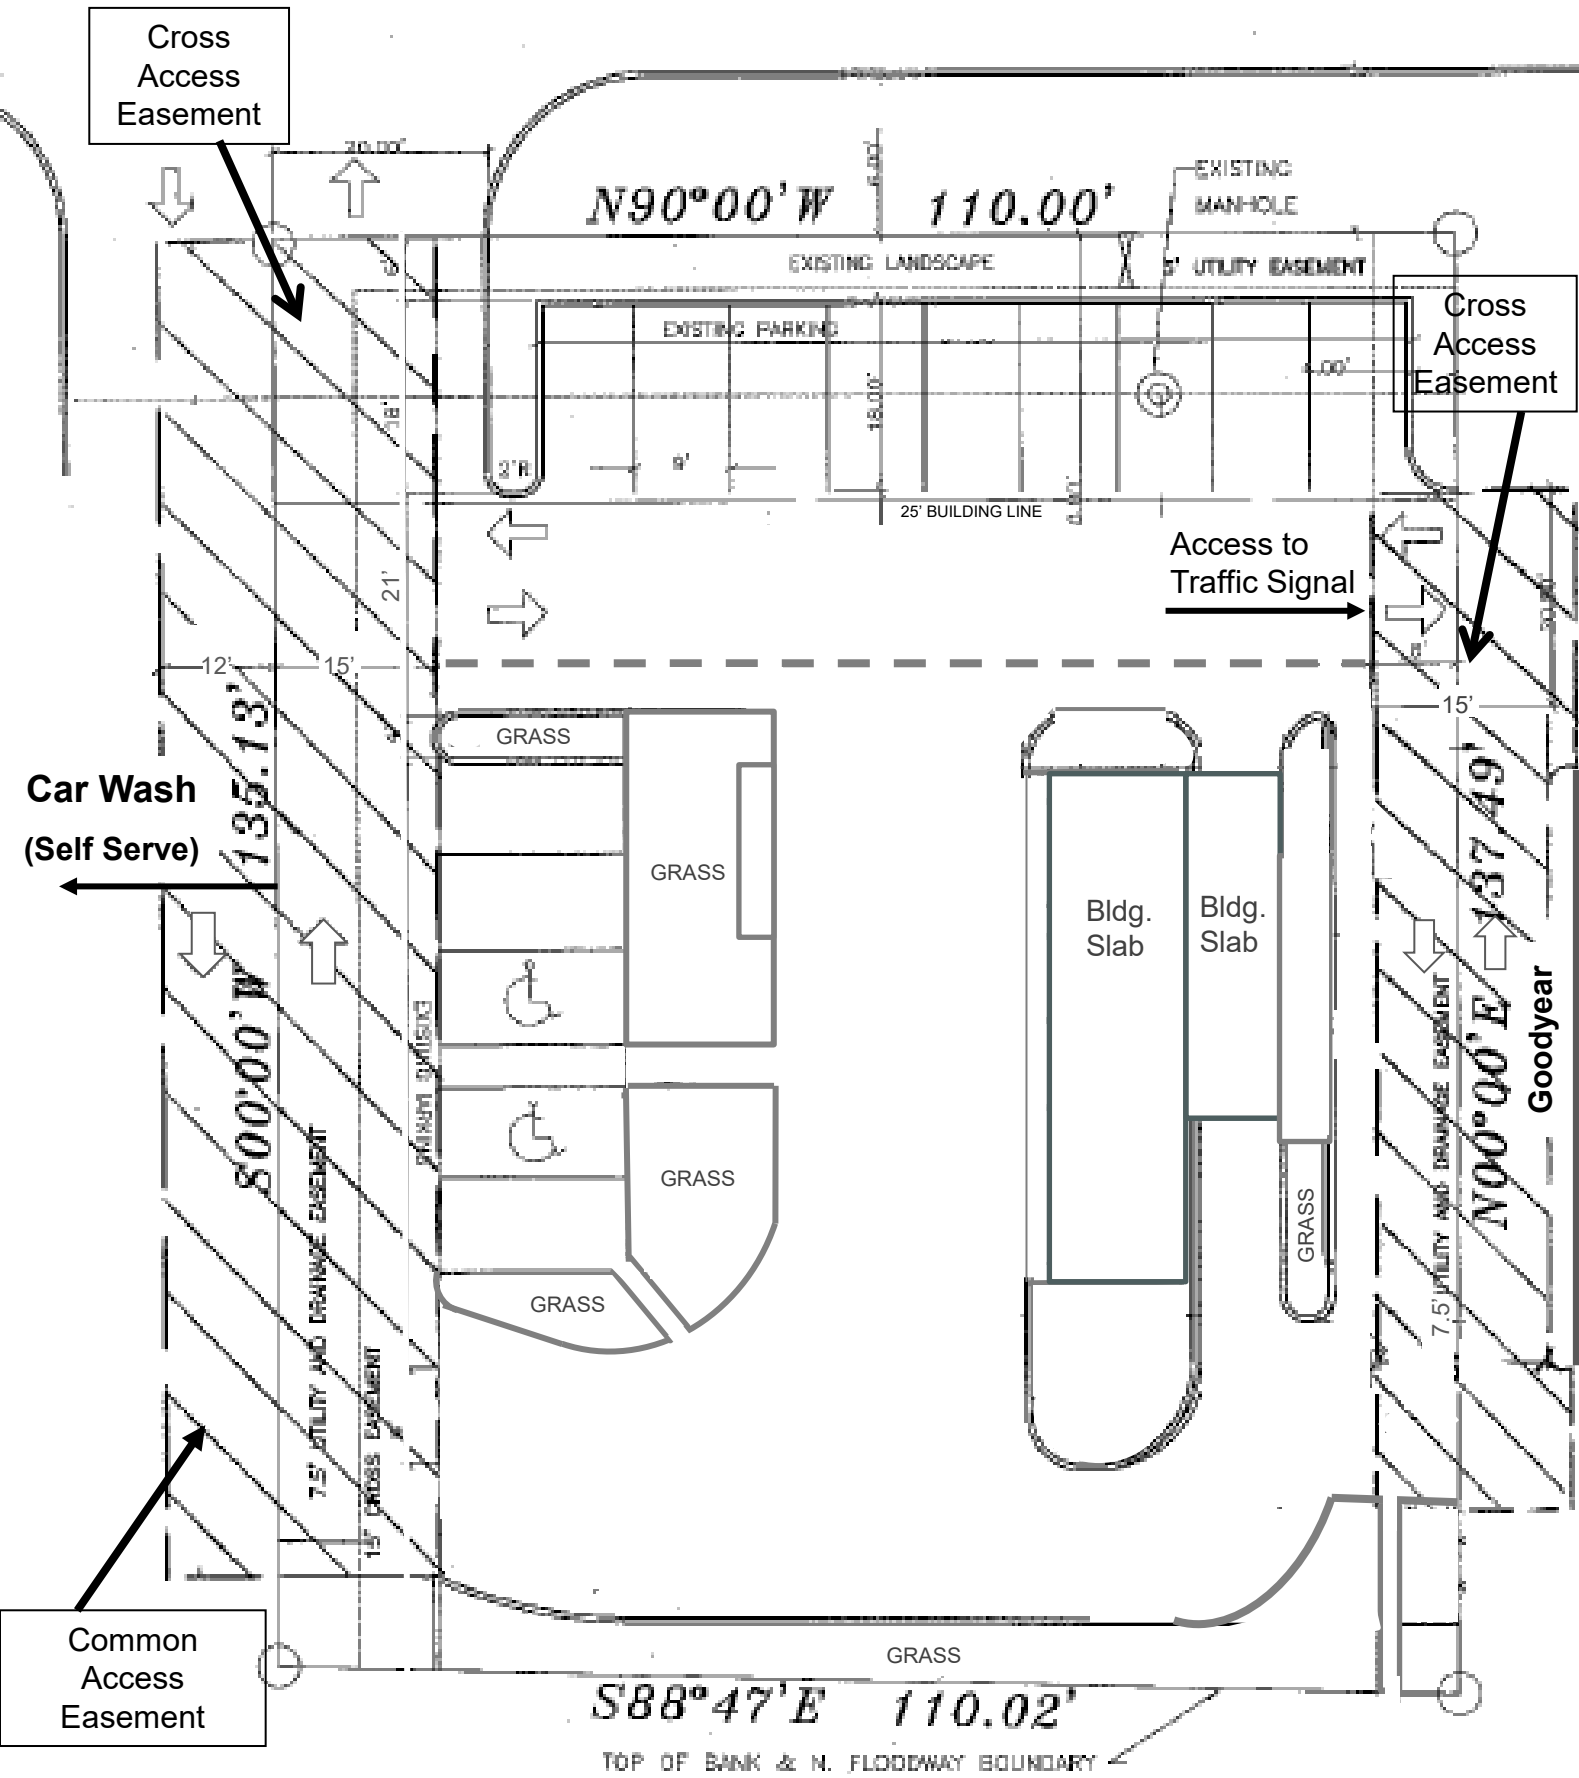 Cross
Access
Easement
30.00'
N90°00'W 110.00'
EXISTING
MANHOLE
EXISTING LANDSCAPE
5' UTILITY EASEMENT
Cross
Access
Easement
EXISTING PARKING
18'
18.00'
2'R
9'
25' BUILDING LINE
Access to
Traffic Signal
21'
12'
15'
15'
GRASS
Car Wash
(Self Serve)
S00°00'W 135.13'
GRASS
Bldg.
Slab
Bldg.
Slab
N00°00'E 137.49'
Goodyear
EXISTING PARKING
GRASS
GRASS
GRASS
7.5' UTILITY AND DRAINAGE EASEMENT
15' CROSS EASEMENT
7.5' UTILITY AND DRAINAGE EASEMENT
Common
Access
Easement
GRASS
S88°47'E 110.02'
TOP OF BANK & N. FLOODWAY BOUNDARY